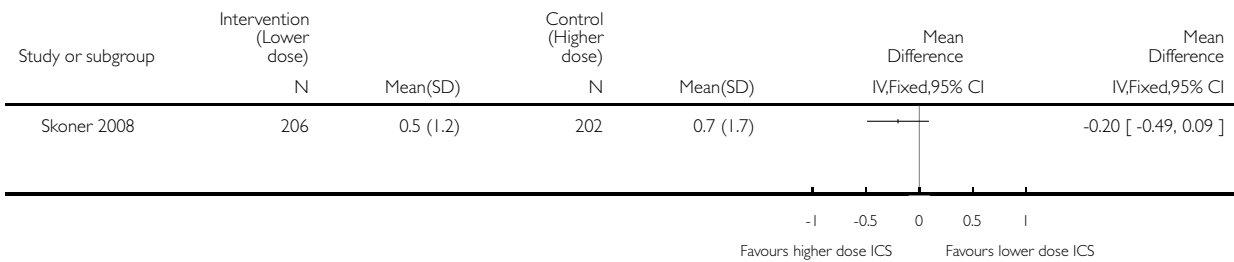 Study or subgroup
Intervention
(Lower
dose)
Control
(Higher
dose)
Mean
Difference
Mean
Difference
N Mean(SD) N Mean(SD) IV,Fixed,95% CI IV,Fixed,95% CI
Skoner 2008 206 0.5 (1.2) 202 0.7 (1.7) -0.20 [ -0.49, 0.09 ]
-1 -0.5 0 0.5 1
Favours higher dose ICS Favours lower dose ICS